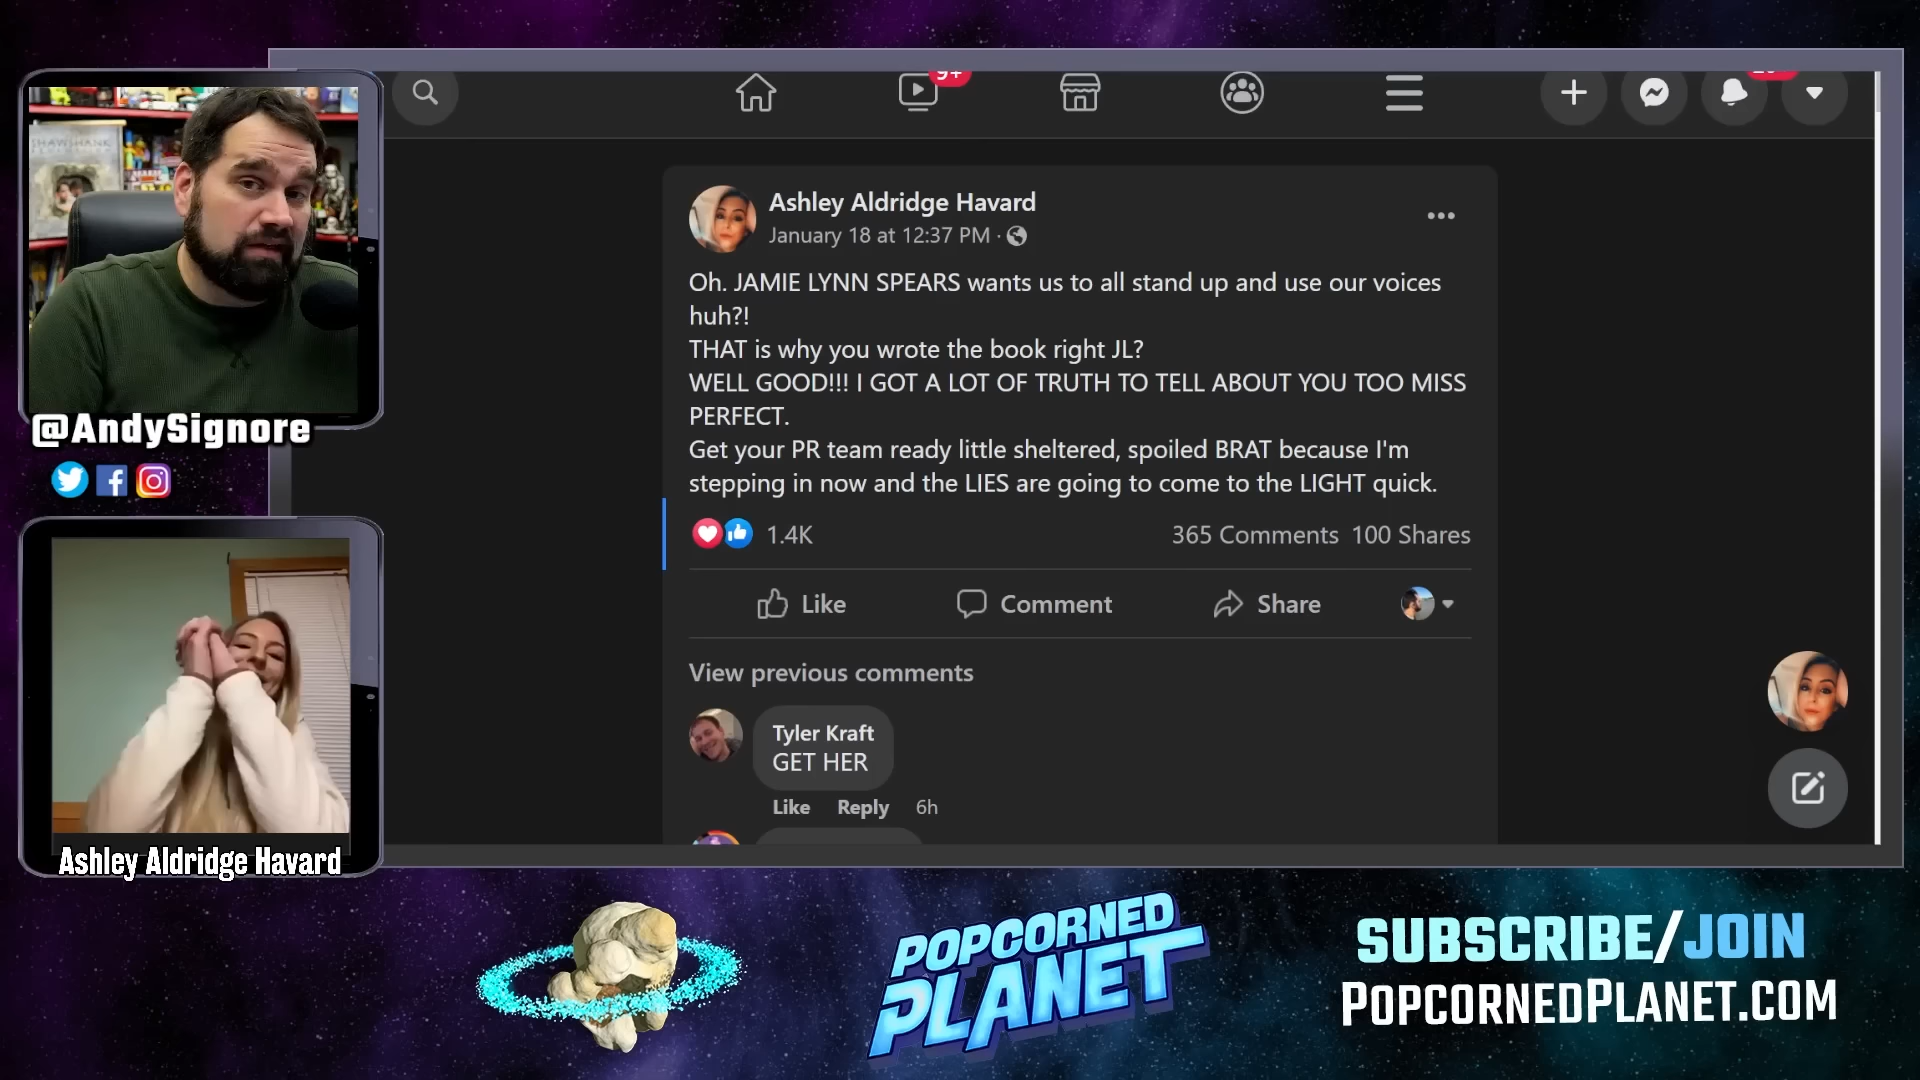 SHAWSHANK
@AndySignore
Ashley Aldridge Havard
9+
Ashley Aldridge Havard
January 18 at 12:37 PM ·
Oh. JAMIE LYNN SPEARS wants us to all stand up and use our voices
huh?!
THAT is why you wrote the book right JL?
WELL GOOD!!! I GOT A LOT OF TRUTH TO TELL ABOUT YOU TOO MISS
PERFECT.
Get your PR team ready little sheltered, spoiled BRAT because I'm
stepping in now and the LIES are going to come to the LIGHT quick.
1.4K
365 Comments 100 Shares
Like
Comment
Share
View previous comments
Tyler Kraft
GET HER
Like Reply 6h
POPCORNED
PLANET
SUBSCRIBE/JOIN
POPCORNEDPLANET.COM